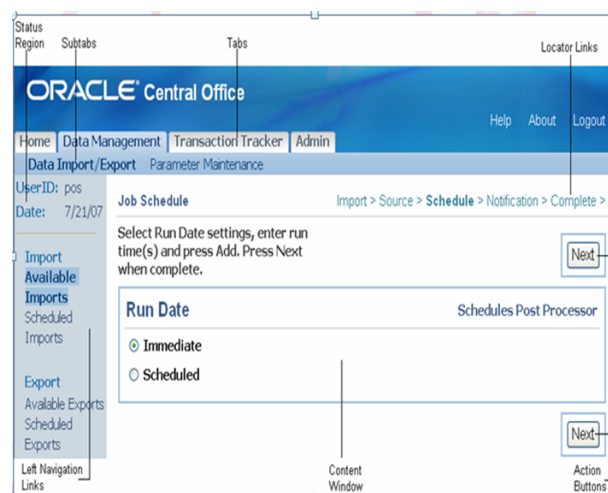 Status
Region
Subtabs
Tabs
Locator Links
ORACLE® Central Office
Help About Logout
Home Data Management Transaction Tracker Admin
Data Import/Export Parameter Maintenance
UserID: pos
Date: 7/21/07
Job Schedule
Import > Source > Schedule > Notification > Complete >
Select Run Date settings, enter run
time(s) and press Add. Press Next
when complete.
Next
Import
Available
Imports
Scheduled
Imports
Run Date
Schedules Post Processor
Immediate
Scheduled
Export
Available Exports
Scheduled
Exports
Next
Left Navigation
Links
Content
Window
Action
Buttons